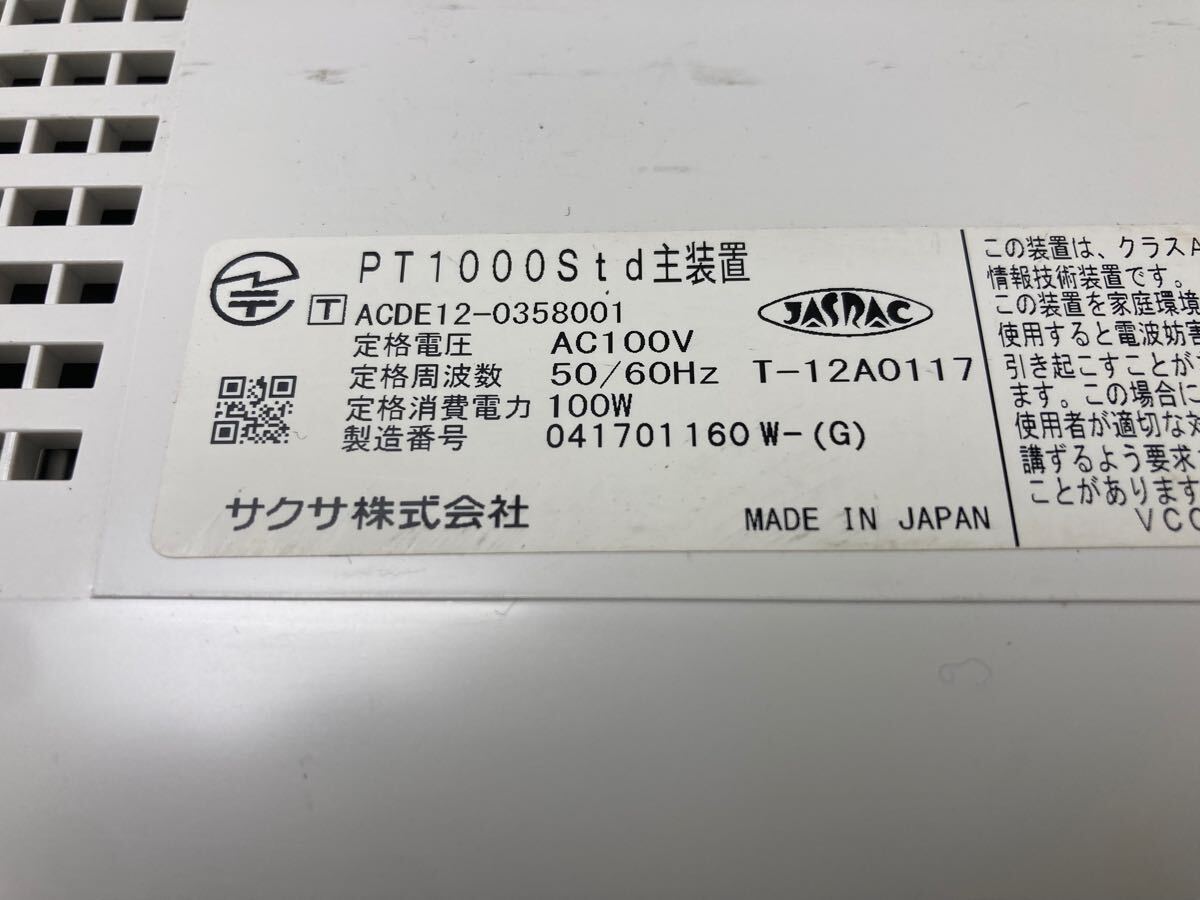 PT1000Std主装置
T ACDE12-0358001
定格電圧 AC100V
定格周波数 50/60Hz
定格消費電力 100W
製造番号 041701160W-(G)
JASRAC
T-12A0117
サクサ株式会社
MADE IN JAPAN
この装置は、クラスA
情報技術装置です。
この装置を家庭環境
使用すると電波妨害
引き起こすことが
ます。この場合に
使用者が適切な対
講ずるよう要求
ことがあります
VCC